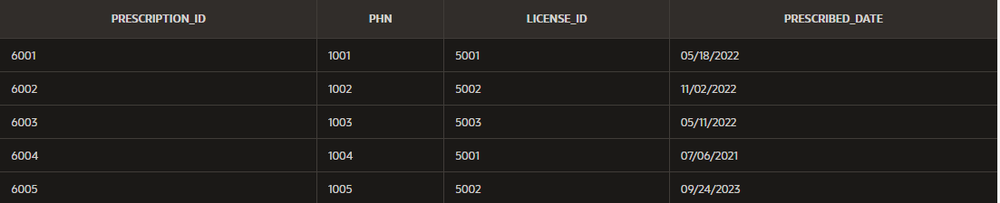 PRESCRIPTION_ID PHN LICENSE_ID PRESCRIBED_DATE
6001 1001 5001 05/18/2022
6002 1002 5002 11/02/2022
6003 1003 5003 05/11/2022
6004 1004 5001 07/06/2021
6005 1005 5002 09/24/2023